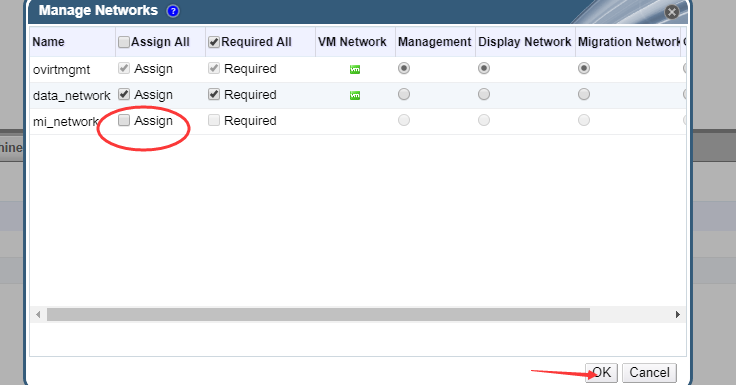 Manage Networks ?
Name Assign All Required All VM Network Management Display Network Migration Network
ovirtmgmt Assign Required vm
data_network Assign Required vm
mi_network Assign Required
OK Cancel